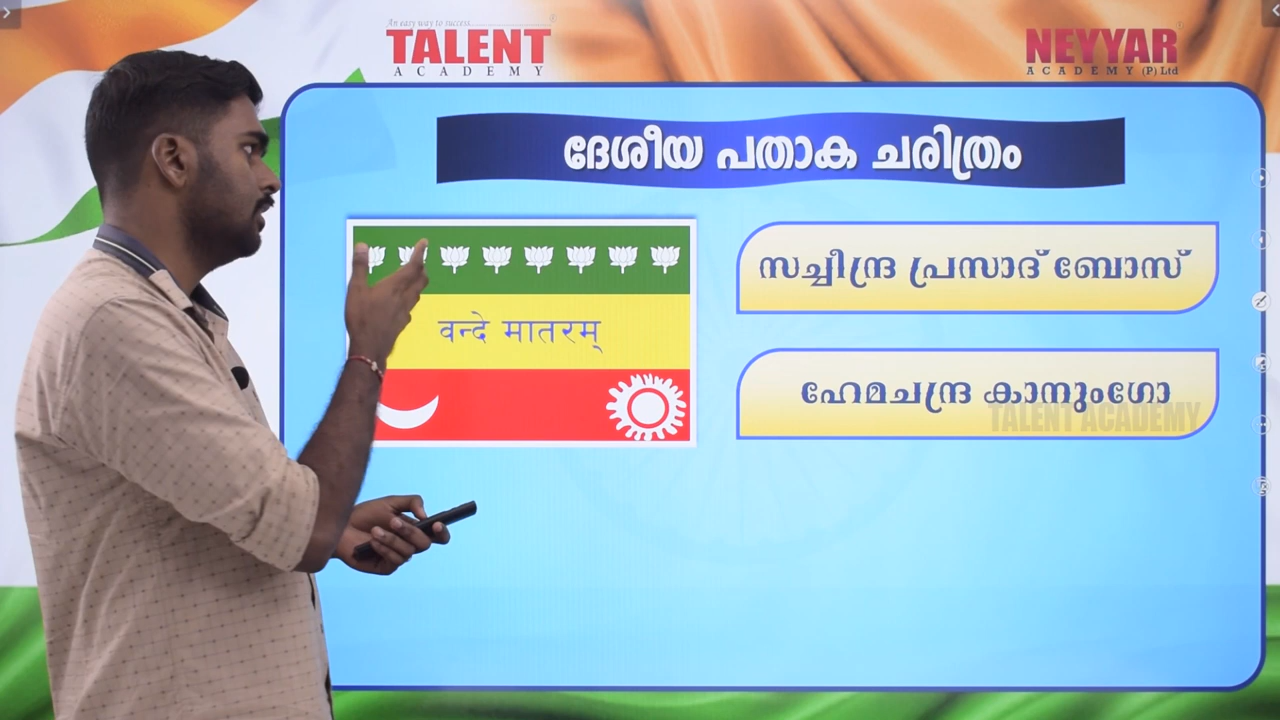 An easy way to success
TALENT
ACADEMY
NEYYAR
ACADEMY (P) Ltd
ദേശീയ പതാക ചരിത്രം
वन्दे मातरम्
സച്ചീന്ദ്ര പ്രസാദ് ബോസ്
ഹേമചന്ദ്ര കാനുംഗോ
TALENT ACADEMY